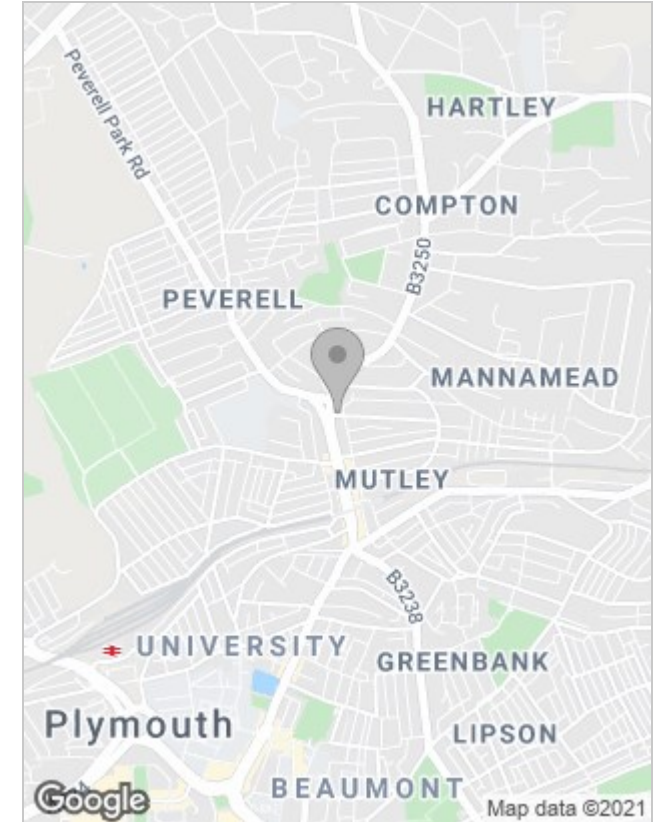 Peverell Park Rd
HARTLEY
COMPTON
B3250
PEVERELL
MANNAMEAD
MUTLEY
B3238
UNIVERSITY
GREENBANK
Plymouth
LIPSON
BEAUMONT
Google
Map data ©2021